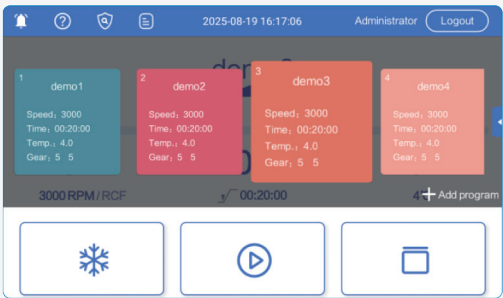 2025-08-19 16:17:06
Administrator
Logout
1
demo1
Speed: 3000
Time: 00:20:00
Temp.: 4.0
Gear: 5 5
2
demo2
Speed: 3000
Time: 00:20:00
Temp.: 4.0
Gear: 5 5
3
demo3
Speed: 3000
Time: 00:20:00
Temp.: 4.0
Gear: 5 5
4
demo4
Speed: 3000
Time: 00:20:00
Temp.: 4.0
Gear: 5 5
3000 RPM / RCF
00:20:00
Add program